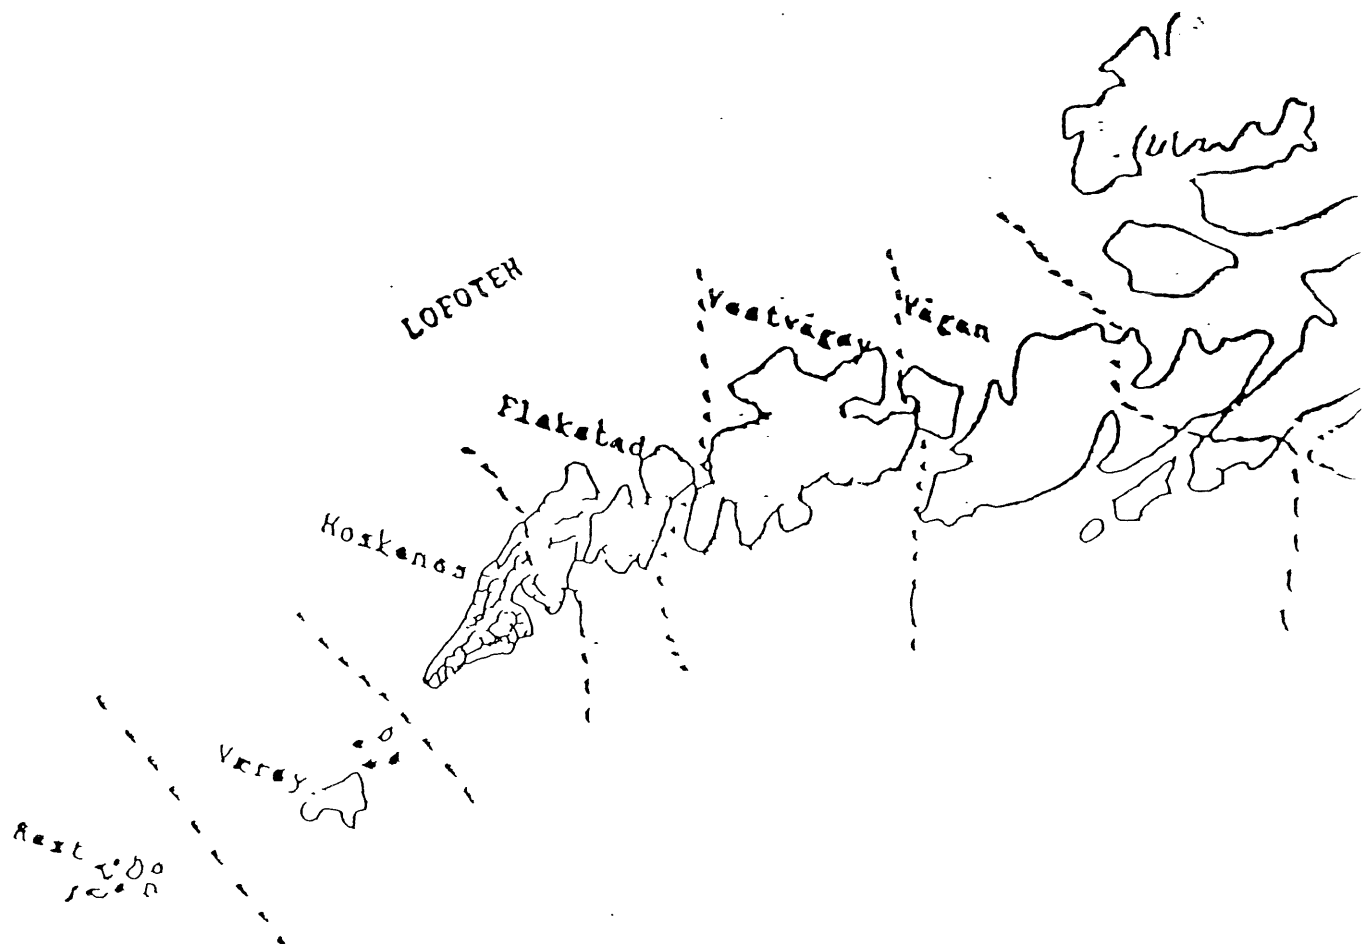 LOFOTEN
Vestvågøy
Vågan
Flakstad
Moskenes
Værøy
Røst